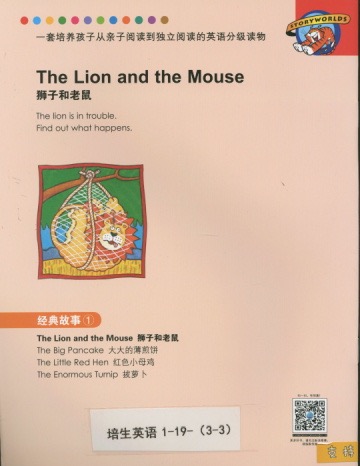 STORYWORLDS
一套培养孩子从亲子阅读到独立阅读的英语分级读物
The Lion and the Mouse
狮子和老鼠
The lion is in trouble.
Find out what happens.
经典故事 1
The Lion and the Mouse 狮子和老鼠
The Big Pancake 大大的薄煎饼
The Little Red Hen 红色小母鸡
The Enormous Turnip 拔萝卜
培生英语 1-19-（3-3）